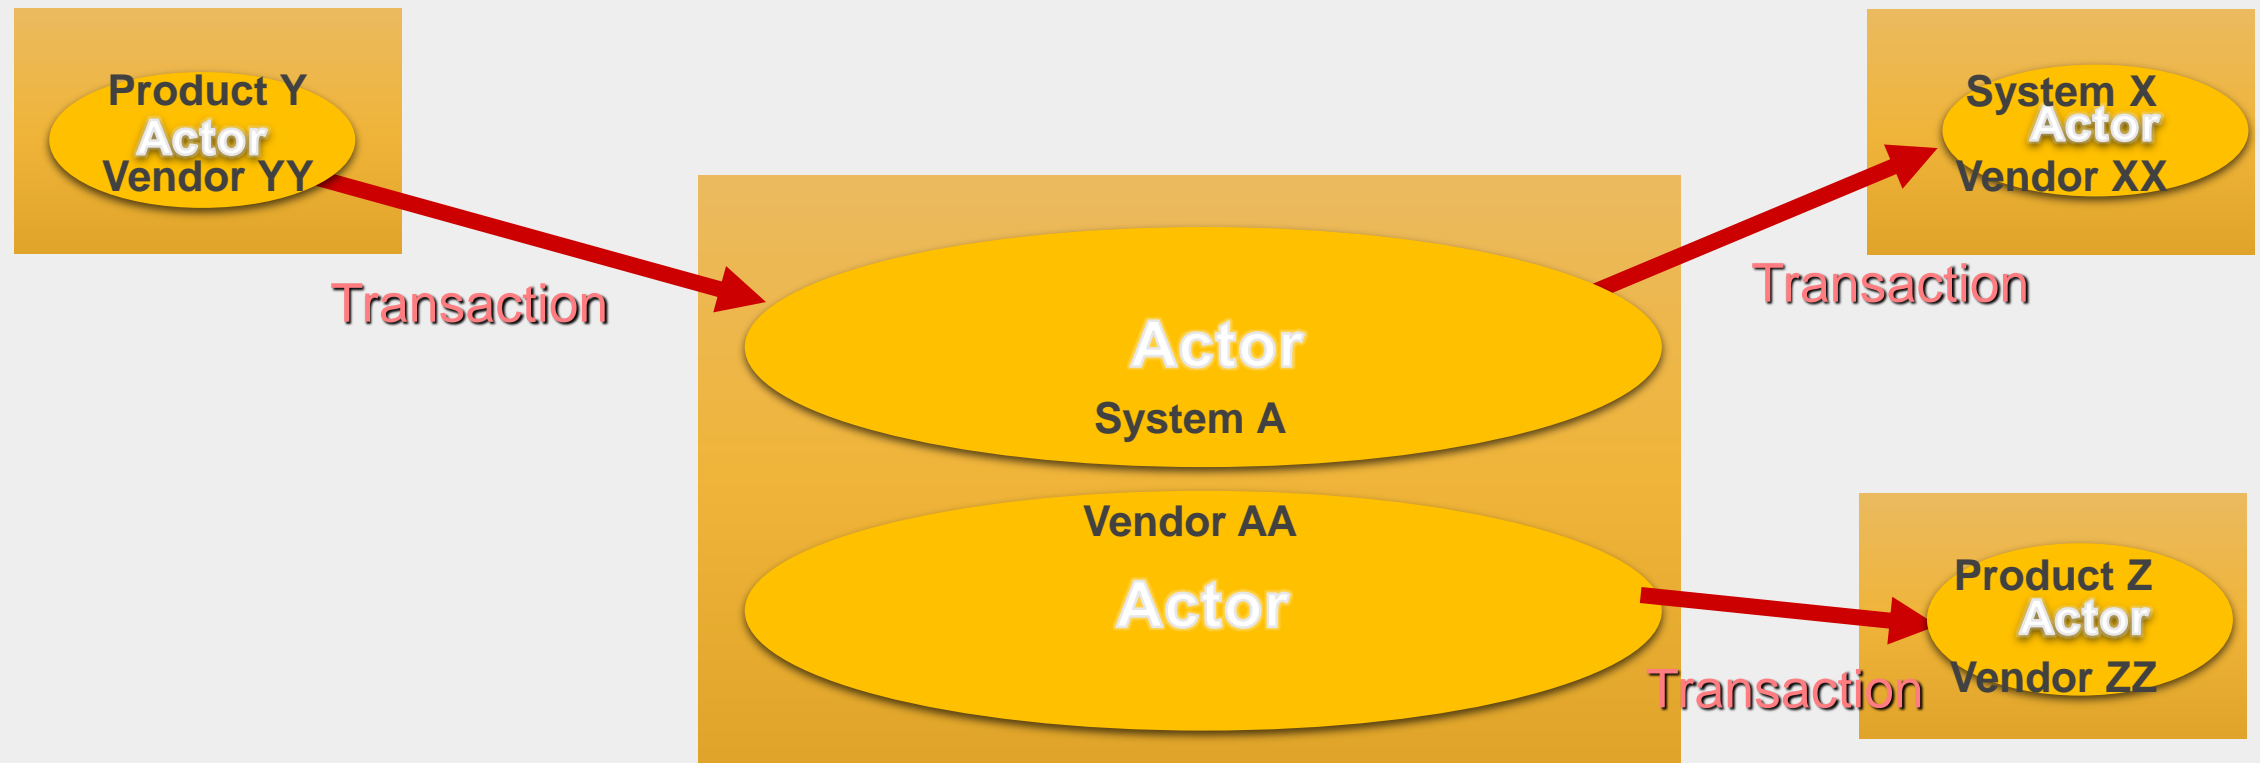 Product Y
Actor
Vendor YY
Transaction
Actor
System A
Vendor AA
Actor
System X
Actor
Vendor XX
Transaction
Product Z
Actor
Vendor ZZ
Transaction